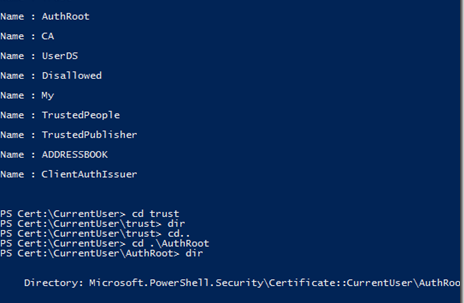 Name : AuthRoot
Name : CA
Name : UserDS
Name : Disallowed
Name : My
Name : TrustedPeople
Name : TrustedPublisher
Name : ADDRESSBOOK
Name : ClientAuthIssuer
PS Cert:\CurrentUser> cd trust
PS Cert:\CurrentUser\trust> dir
PS Cert:\CurrentUser\trust> cd..
PS Cert:\CurrentUser> cd .\AuthRoot
PS Cert:\CurrentUser\AuthRoot> dir
Directory: Microsoft.PowerShell.Security\Certificate::CurrentUser\AuthRoo